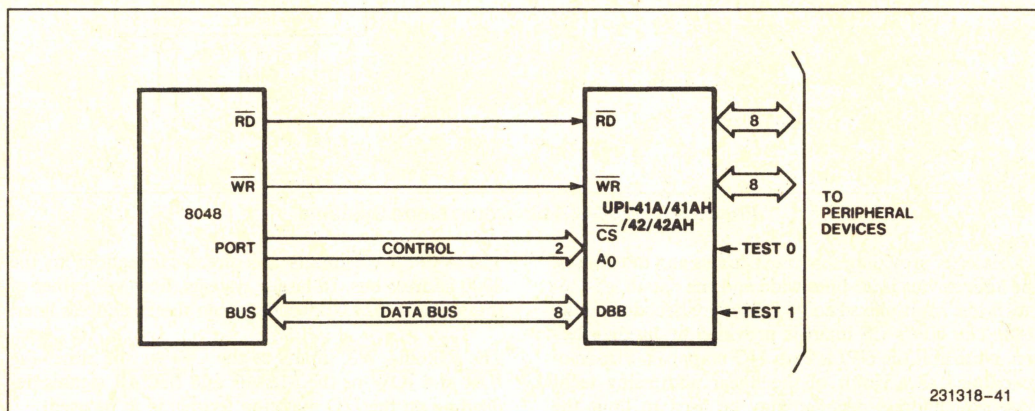 RD
RD
8
WR
WR
8
8048
UPI-41A/41AH
/42/42AH
TO
PERIPHERAL
DEVICES
PORT
CONTROL
2
CS
A0
TEST 0
BUS
DATA BUS
8
DBB
TEST 1
231318-41